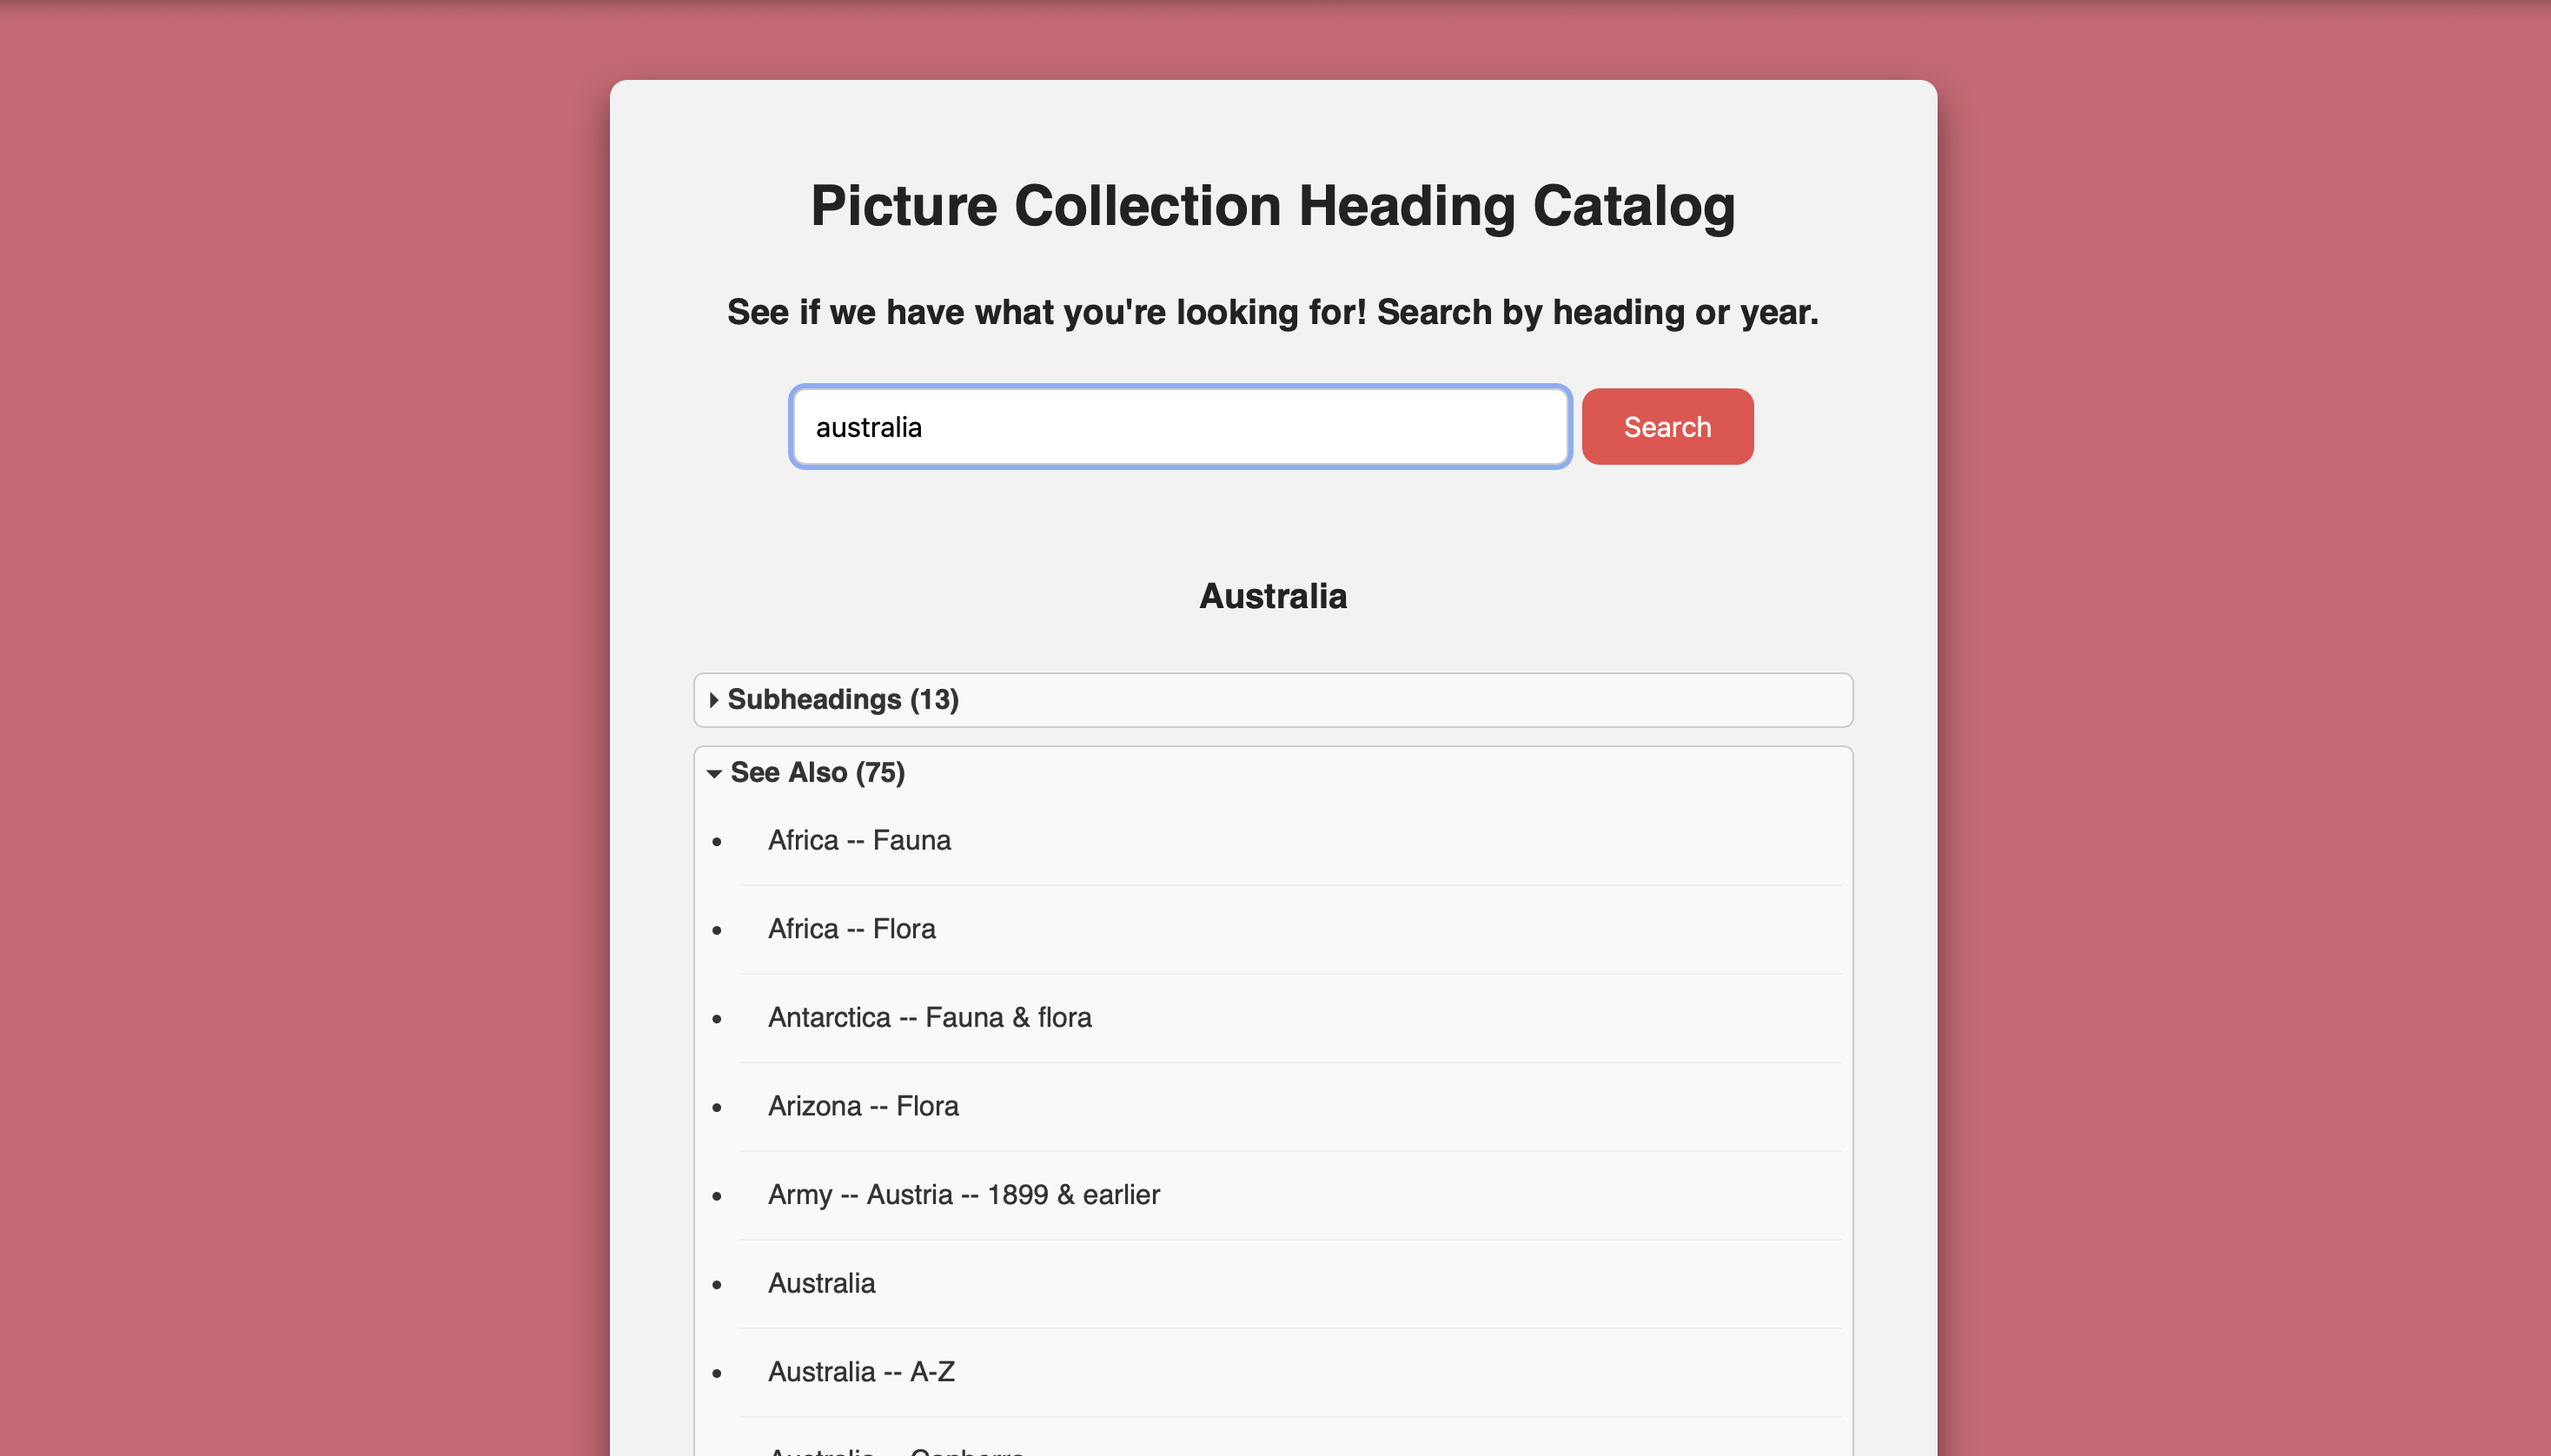 Picture Collection Heading Catalog
See if we have what you're looking for! Search by heading or year.
australia
Search
Australia
Subheadings (13)
See Also (75)
Africa -- Fauna
Africa -- Flora
Antarctica -- Fauna & flora
Arizona -- Flora
Army -- Austria -- 1899 & earlier
Australia
Australia -- A-Z
Australia -- Canberra